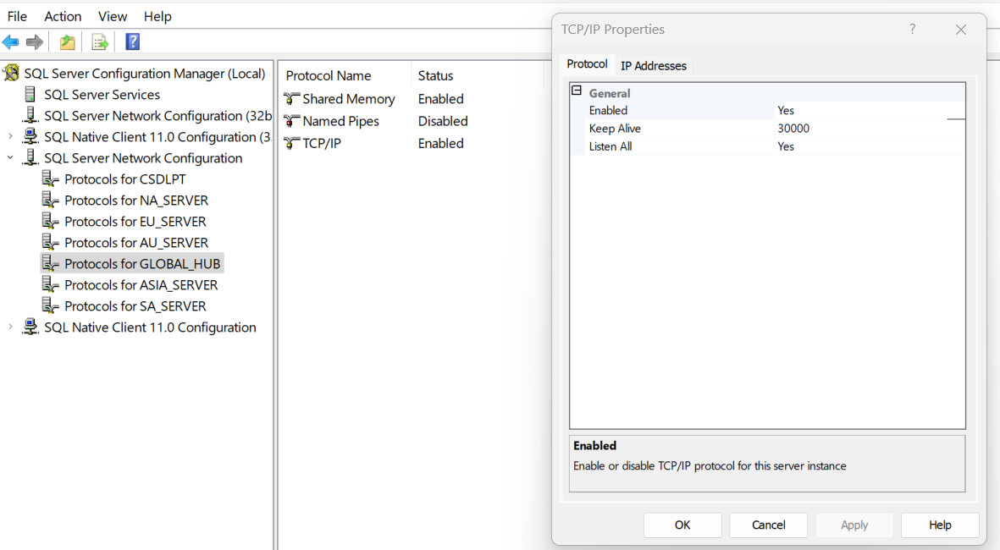 File Action View Help
SQL Server Configuration Manager (Local)
SQL Server Services
SQL Server Network Configuration (32b
SQL Native Client 11.0 Configuration (3
SQL Server Network Configuration
Protocols for CSDLPT
Protocols for NA_SERVER
Protocols for EU_SERVER
Protocols for AU_SERVER
Protocols for GLOBAL_HUB
Protocols for ASIA_SERVER
Protocols for SA_SERVER
SQL Native Client 11.0 Configuration
Protocol Name Status
Shared Memory Enabled
Named Pipes Disabled
TCP/IP Enabled
TCP/IP Properties ?
Protocol IP Addresses
General
Enabled Yes
Keep Alive 30000
Listen All Yes
Enabled
Enable or disable TCP/IP protocol for this server instance
OK Cancel Apply Help